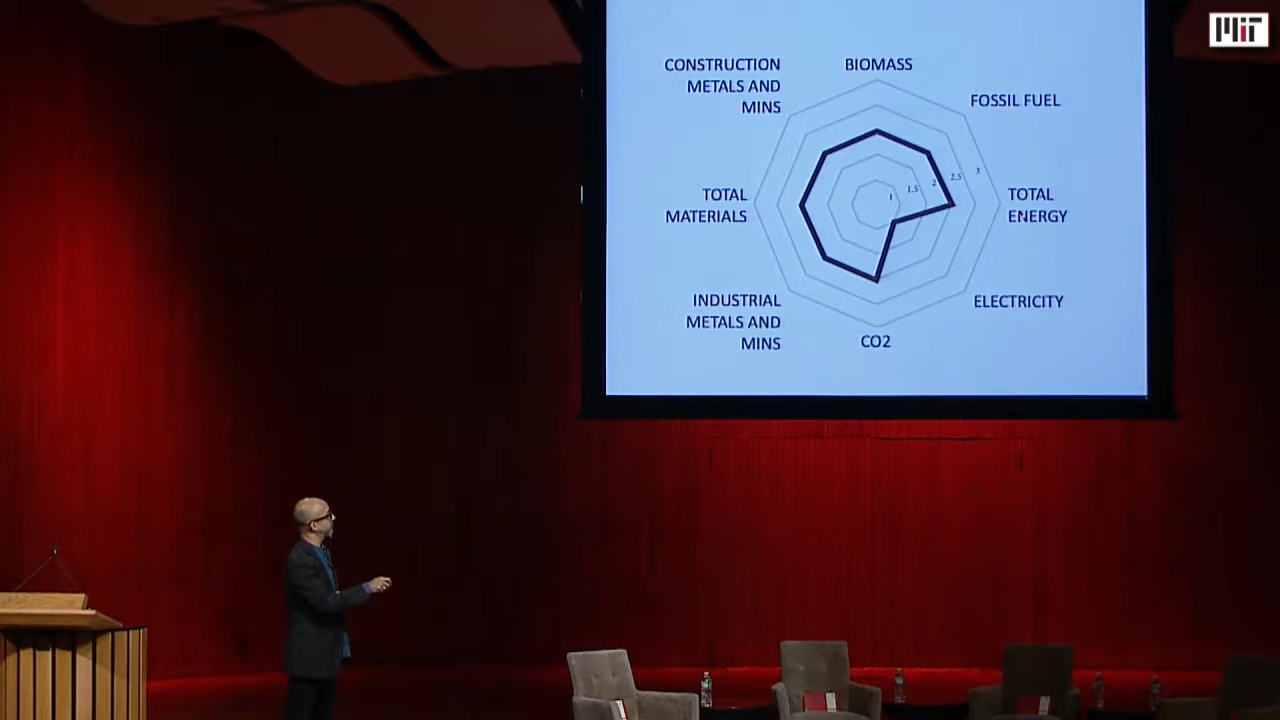 MIT
CONSTRUCTION
METALS AND
MINS
BIOMASS
FOSSIL FUEL
3
2.5
2
1.5
1
TOTAL
MATERIALS
TOTAL
ENERGY
INDUSTRIAL
METALS AND
MINS
ELECTRICITY
CO2